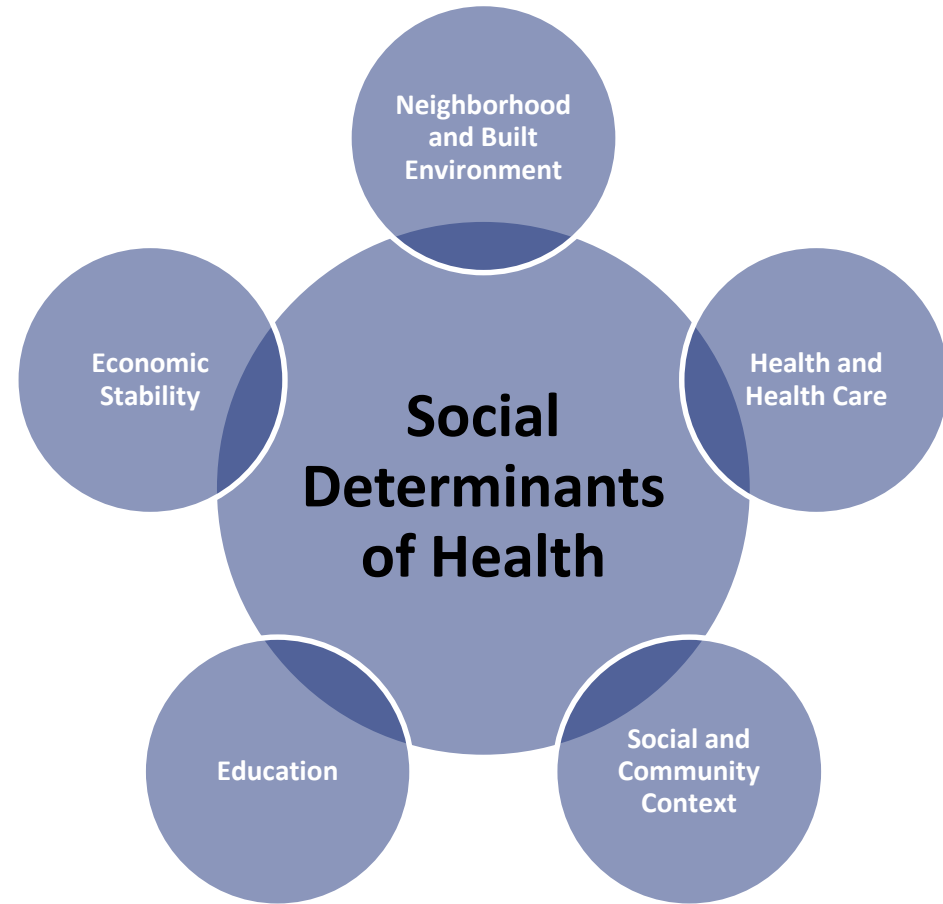 Neighborhood
and Built
Environment
Economic
Stability
Health and
Health Care
Social
Determinants
of Health
Education
Social and
Community
Context